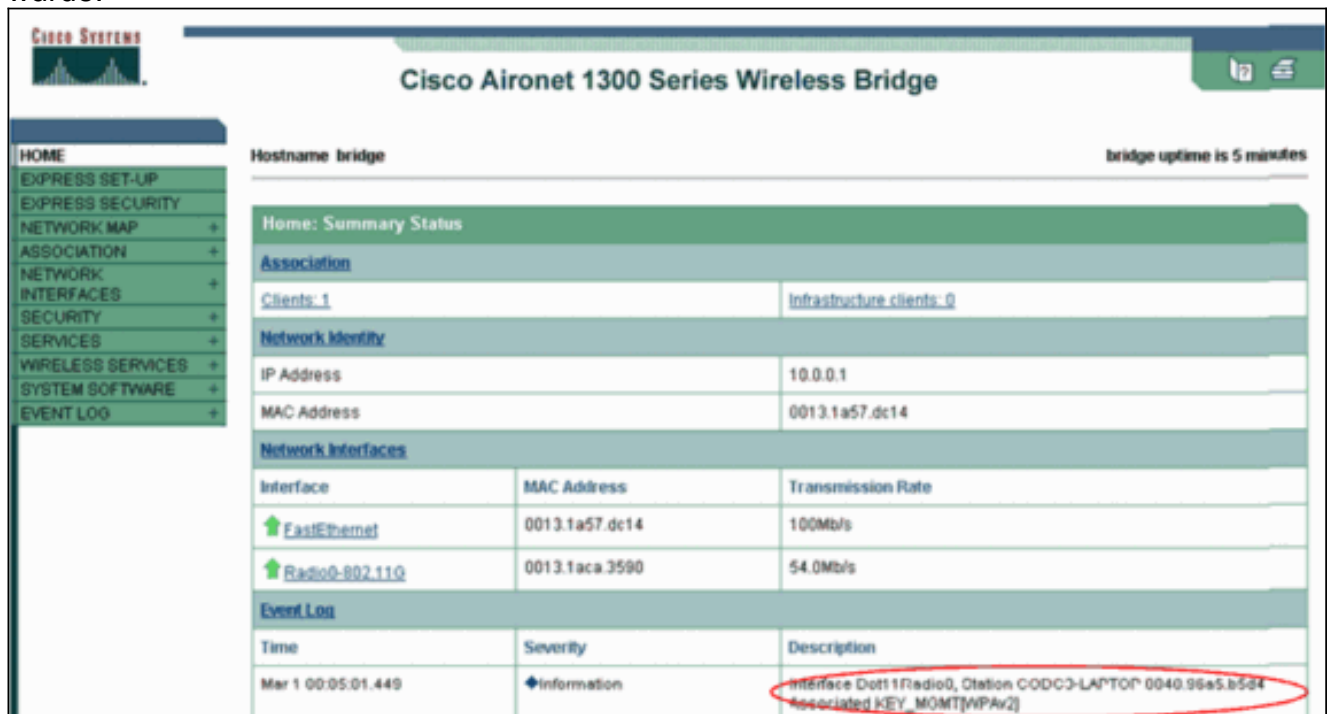 Cisco Systems
Cisco Aironet 1300 Series Wireless Bridge
HOME
Hostname bridge
bridge uptime is 5 minutes
EXPRESS SET-UP
EXPRESS SECURITY
NETWORK MAP +
ASSOCIATION +
NETWORK
INTERFACES +
SECURITY +
SERVICES +
WIRELESS SERVICES +
SYSTEM SOFTWARE +
EVENT LOG +
Home: Summary Status
Association
Clients: 1 Infrastructure clients: 0
Network Identity
IP Address 10.0.0.1
MAC Address 0013.1a57.dc14
Network Interfaces
Interface MAC Address Transmission Rate
FastEthernet 0013.1a57.dc14 100Mb/s
Radio0-802.11G 0013.1aca.3590 54.0Mb/s
Event Log
Time Severity Description
Mar 1 00:05:01.449 Information Interface Dot11Radio0, Station 0040.96a5.b5d4
Associated KEY_MGMT[WPAv2]